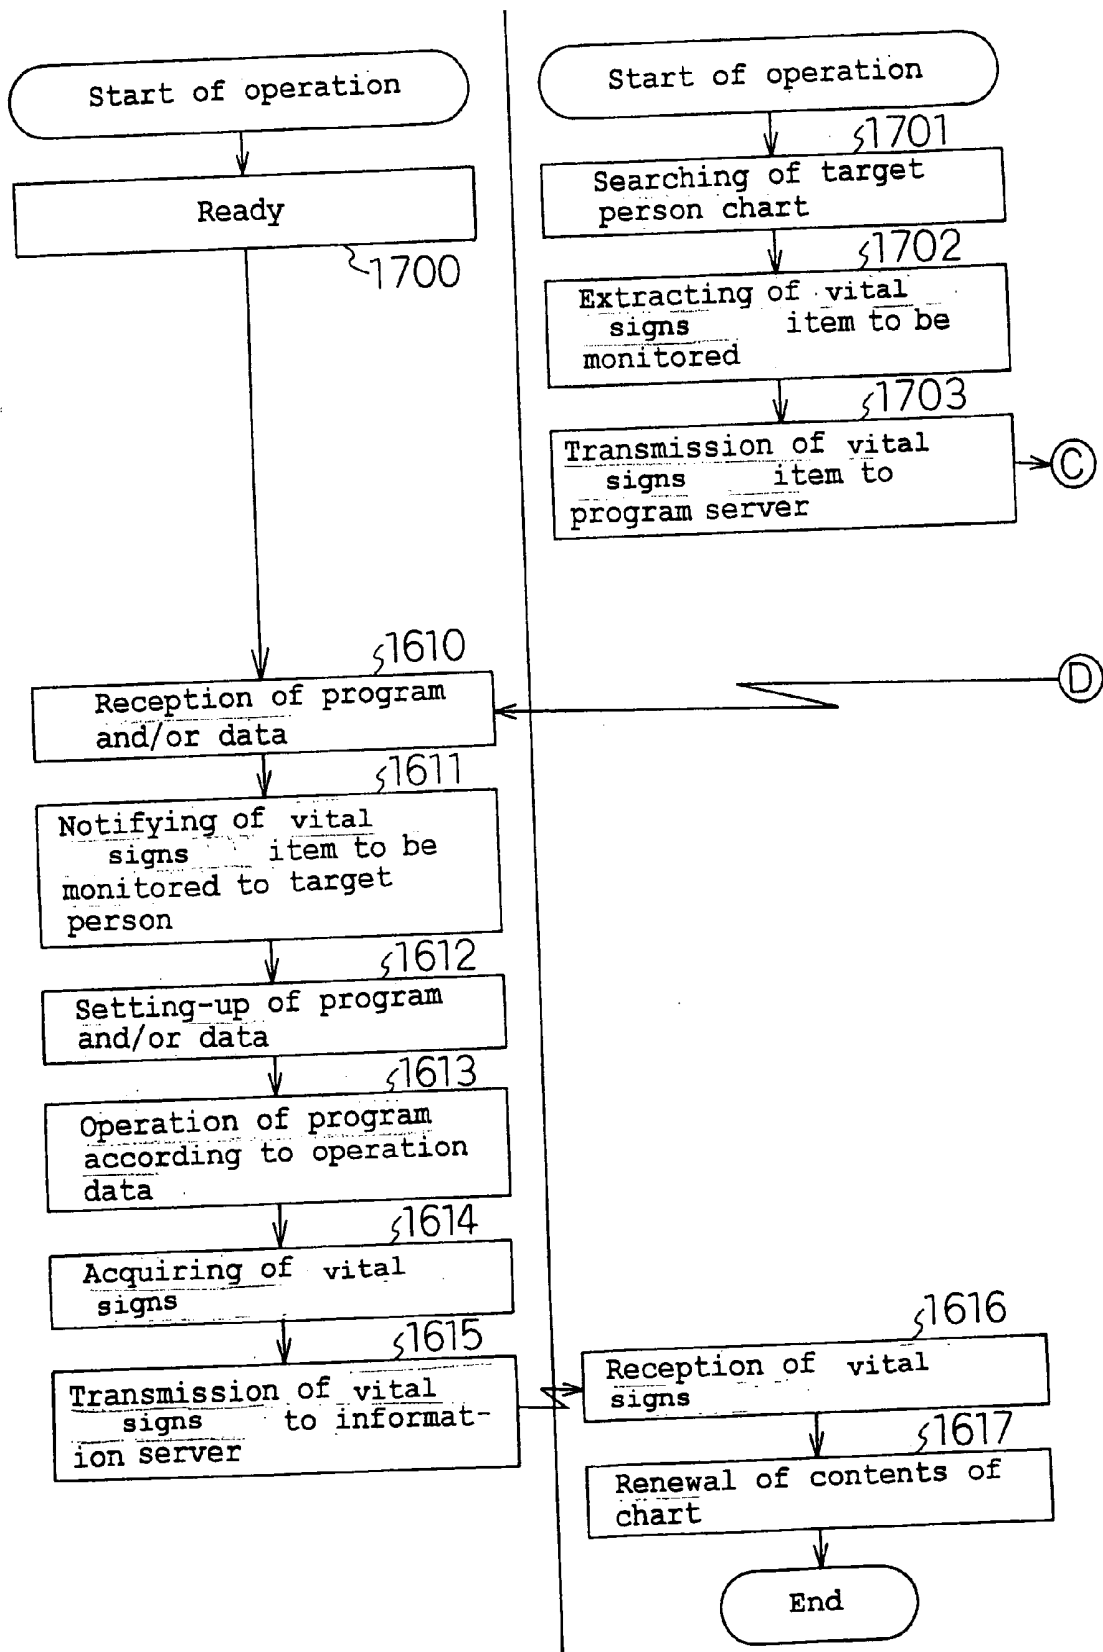 Start of operation
Ready
1700
1610
Reception of program
and/or data
1611
Notifying of vital
signs item to be
monitored to target
person
1612
Setting-up of program
and/or data
1613
Operation of program
according to operation
data
1614
Acquiring of vital
signs
1615
Transmission of vital
signs to informat-
ion server
Start of operation
1701
Searching of target
person chart
1702
Extracting of vital
signs item to be
monitored
1703
Transmission of vital
signs item to
program server
C
D
1616
Reception of vital
signs
1617
Renewal of contents of
chart
End